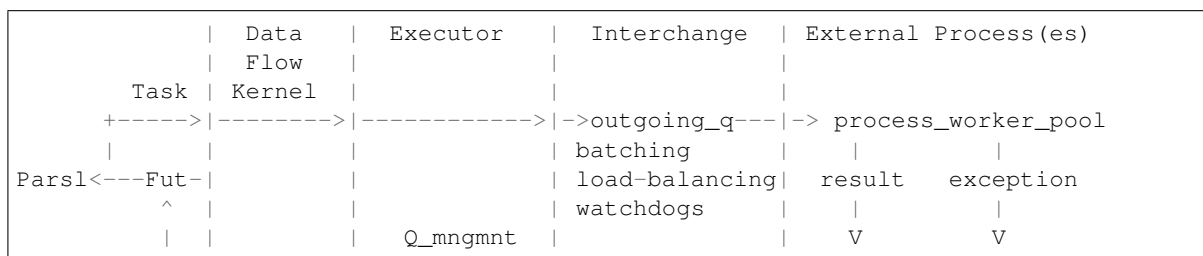 |  Data   |  Executor   |  Interchange  | External Process(es)
            |  Flow   |             |               |
       Task | Kernel  |             |               |
     +----->|-------->|------------>|->outgoing_q---|-> process_worker_pool
     |      |         |             | batching      |    |         |
Parsl<---Fut-|         |             | load-balancing|  result   exception
         ^  |         |             | watchdogs     |    |         |
         |  |         |   Q_mngmnt  |               |    V         V